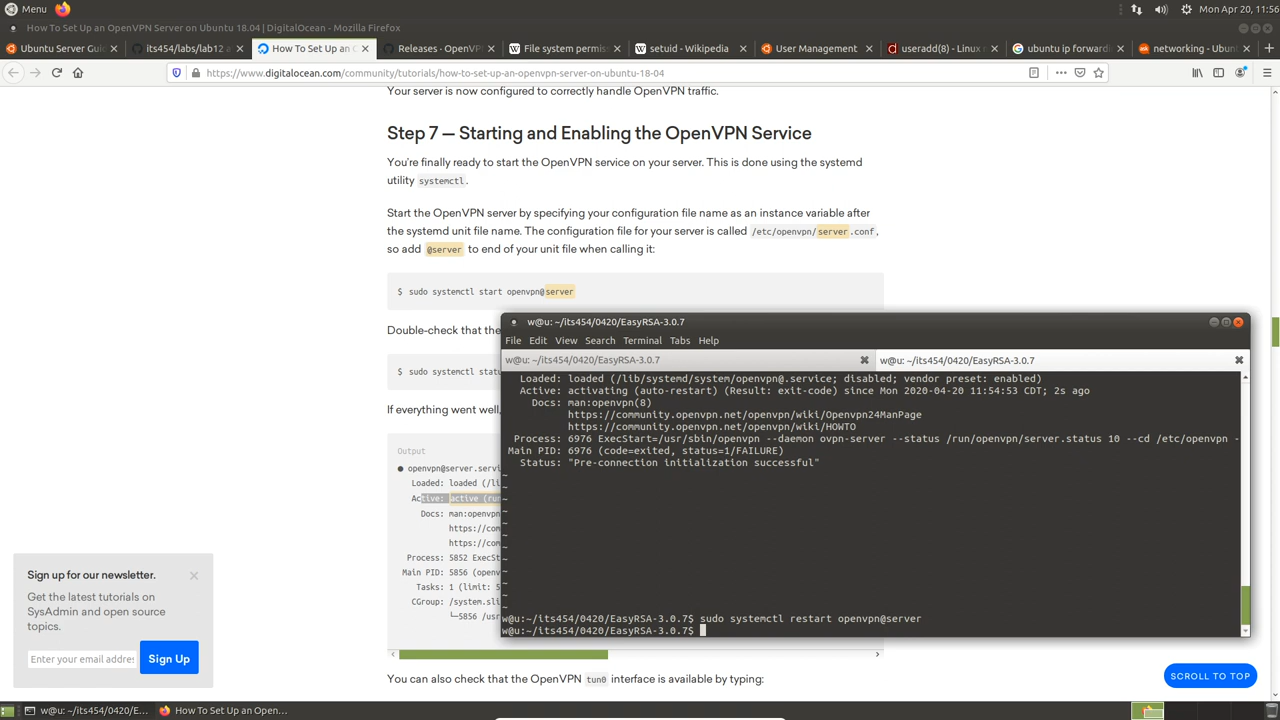 Menu
Mon Apr 20, 11:56
How To Set Up an OpenVPN Server on Ubuntu 18.04 | DigitalOcean - Mozilla Firefox
Ubuntu Server Guid
its454/labs/lab12 a
How To Set Up an O
Releases - OpenVPN
File system permis
setuid - Wikipedia
User Management
useradd(8) - Linux m
ubuntu ip forwardi
networking - Ubun
https://www.digitalocean.com/community/tutorials/how-to-set-up-an-openvpn-server-on-ubuntu-18-04
Your server is now configured to correctly handle OpenVPN traffic.
Step 7 — Starting and Enabling the OpenVPN Service
You're finally ready to start the OpenVPN service on your server. This is done using the systemd
utility systemctl.
Start the OpenVPN server by specifying your configuration file name as an instance variable after
the systemd unit file name. The configuration file for your server is called /etc/openvpn/server.conf,
so add @server to end of your unit file when calling it:
$ sudo systemctl start openvpn@server
Double-check that the
$ sudo systemctl statu
If everything went well,
Output
● openvpn@server.servi
Loaded: loaded (/li
Active: active (run
Docs: man:openvpn
https://com
https://com
Process: 5852 ExecSt
Main PID: 5856 (openv
Tasks: 1 (limit: 5
CGroup: /system.sli
└─5856 /us
You can also check that the OpenVPN tun0 interface is available by typing:
Sign up for our newsletter.
Get the latest tutorials on
SysAdmin and open source
topics.
Enter your email addres
Sign Up
SCROLL TO TOP
w@u: ~/its454/0420/EasyRSA-3.0.7
File Edit View Search Terminal Tabs Help
w@u: ~/its454/0420/EasyRSA-3.0.7
w@u: ~/its454/0420/EasyRSA-3.0.7
Loaded: loaded (/lib/systemd/system/openvpn@.service; disabled; vendor preset: enabled)
Active: activating (auto-restart) (Result: exit-code) since Mon 2020-04-20 11:54:53 CDT; 2s ago
Docs: man:openvpn(8)
https://community.openvpn.net/openvpn/wiki/Openvpn24ManPage
https://community.openvpn.net/openvpn/wiki/HOWTO
Process: 6976 ExecStart=/usr/sbin/openvpn --daemon ovpn-server --status /run/openvpn/server.status 10 --cd /etc/openvpn -
Main PID: 6976 (code=exited, status=1/FAILURE)
Status: "Pre-connection initialization successful"
~
~
~
~
~
~
~
~
~
~
~
~
w@u:~/its454/0420/EasyRSA-3.0.7$ sudo systemctl restart openvpn@server
w@u:~/its454/0420/EasyRSA-3.0.7$
w@u: ~/its454/0420/E...
How To Set Up an Open...